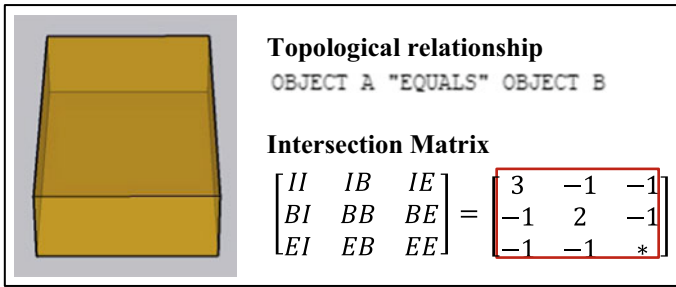 Topological relationship
OBJECT A "EQUALS" OBJECT B
Intersection Matrix
[II IB IE] [3 -1 -1]
[BI BB BE] = [-1 2 -1]
[EI EB EE] [-1 -1 *]